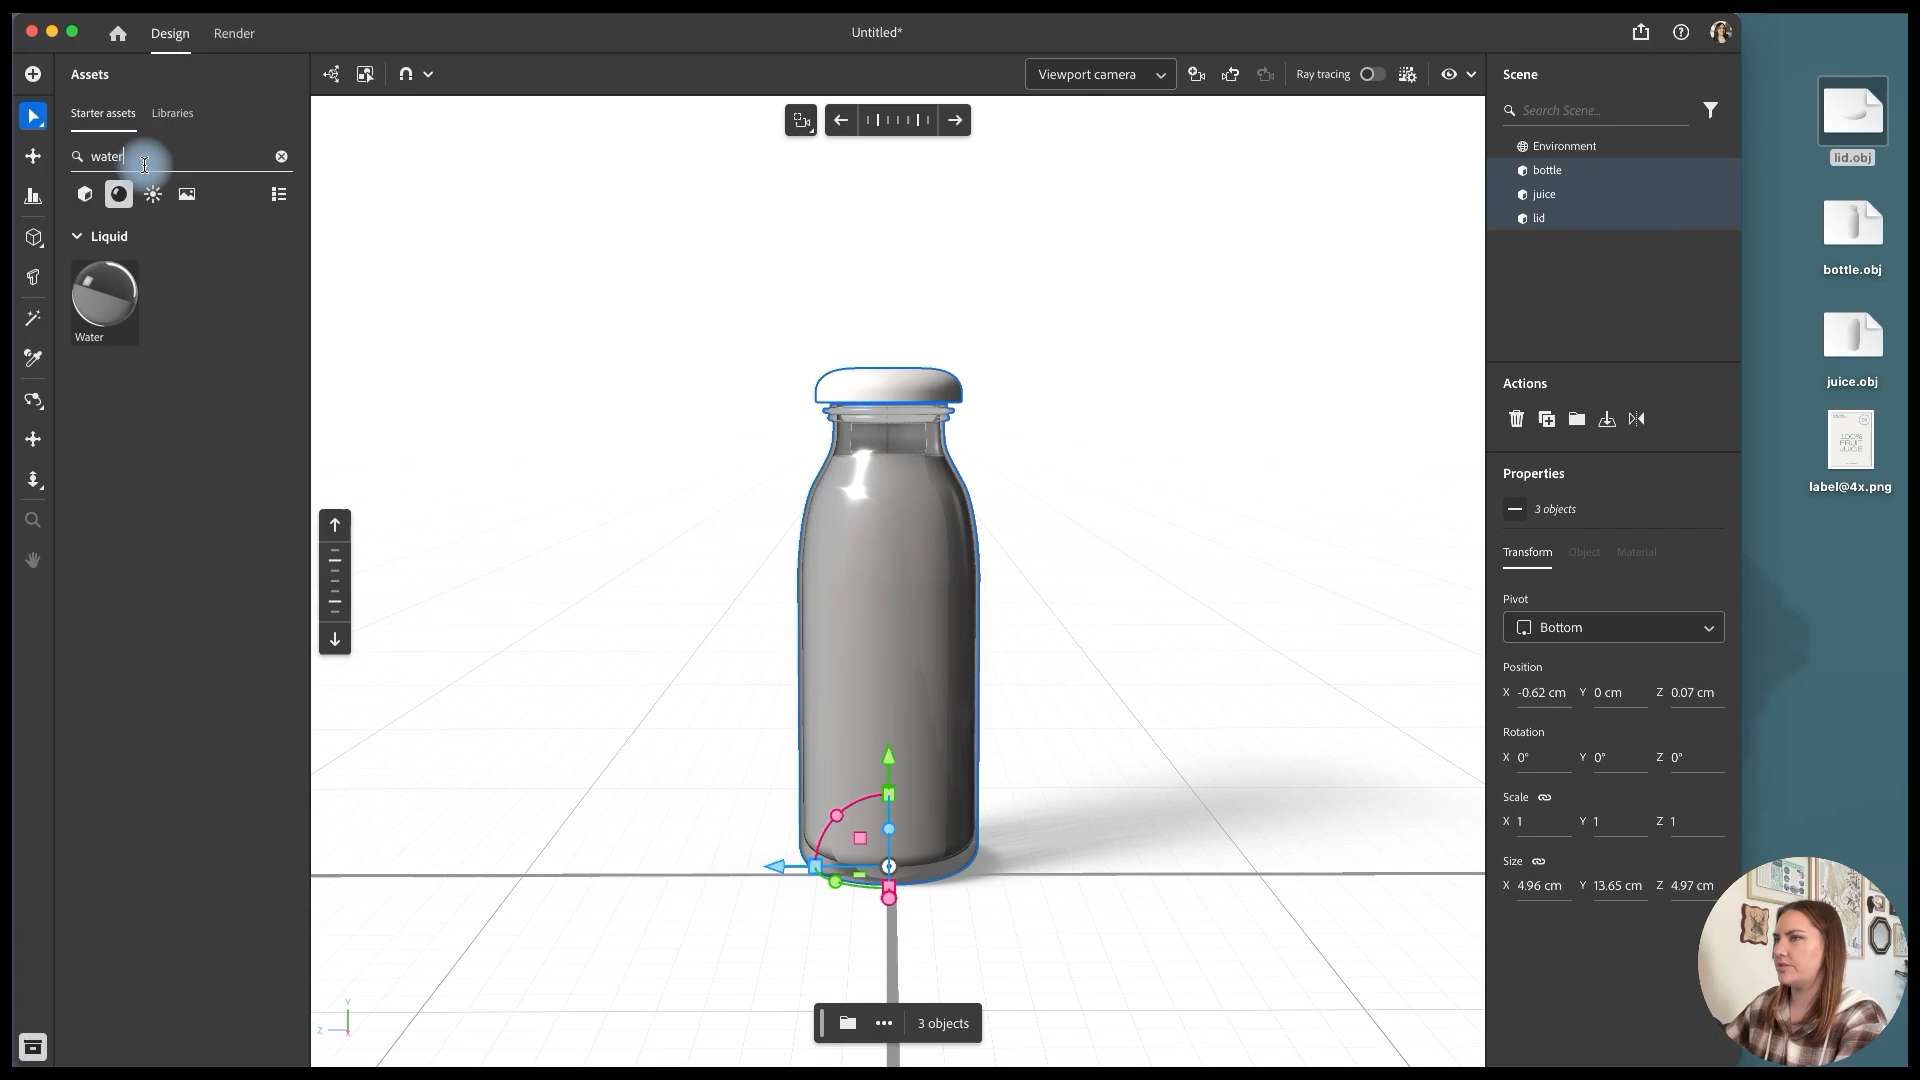 Design
Render
Untitled*
Assets
Viewport camera
Ray tracing
Scene
Starter assets
Libraries
Search Scene...
water
Environment
bottle
juice
lid
Liquid
Water
Actions
Properties
3 objects
Transform
Object
Material
Pivot
Bottom
Position
X -0.62 cm Y 0 cm Z 0.07 cm
Rotation
X 0° Y 0° Z 0°
Scale
X 1 Y 1 Z 1
Size
X 4.96 cm Y 13.65 cm Z 4.97 cm
Y
Z
3 objects
lid.obj
bottle.obj
juice.obj
100%
FRUIT
JUICE
label@4x.png